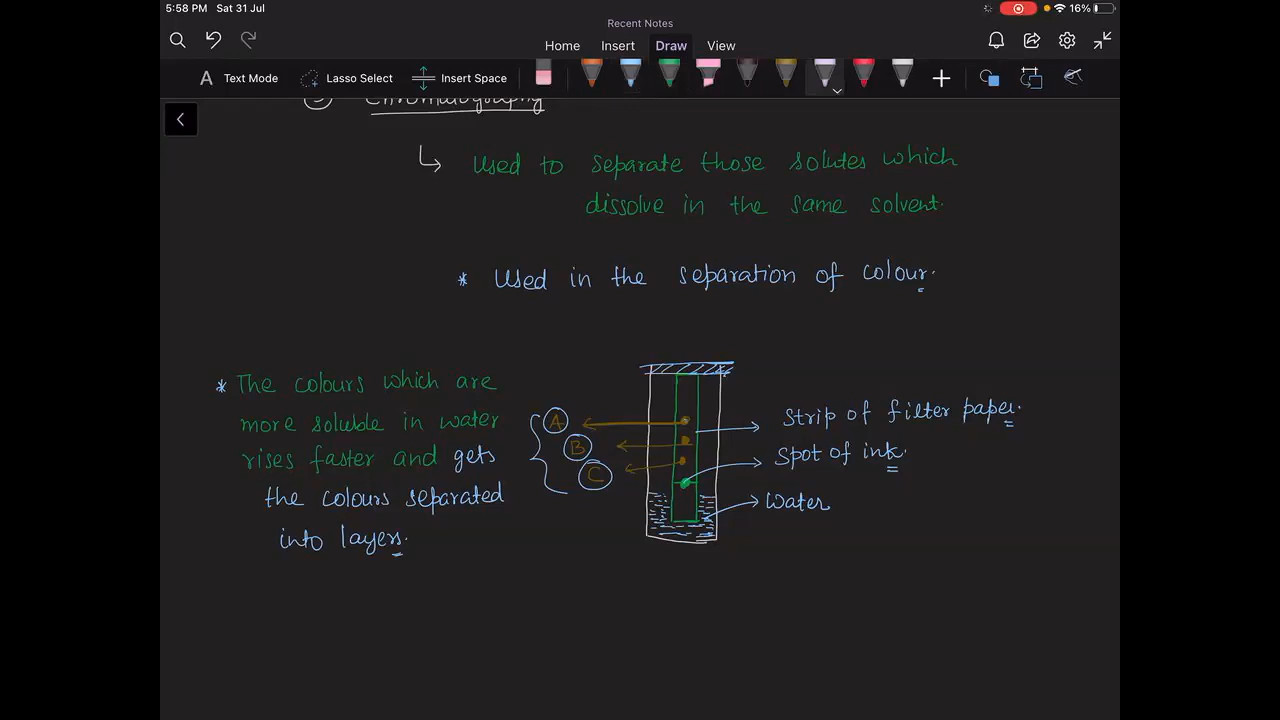 5:58 PM Sat 31 Jul
16%
Recent Notes
Home Insert Draw View
A Text Mode Lasso Select Insert Space
Chromatography
Used to separate those solutes which
dissolve in the same solvent.
* Used in the separation of colour.
* The colours which are
more soluble in water
rises faster and gets
the colours separated
into layers.
A
B
C
Strip of filter paper.
Spot of ink.
Water